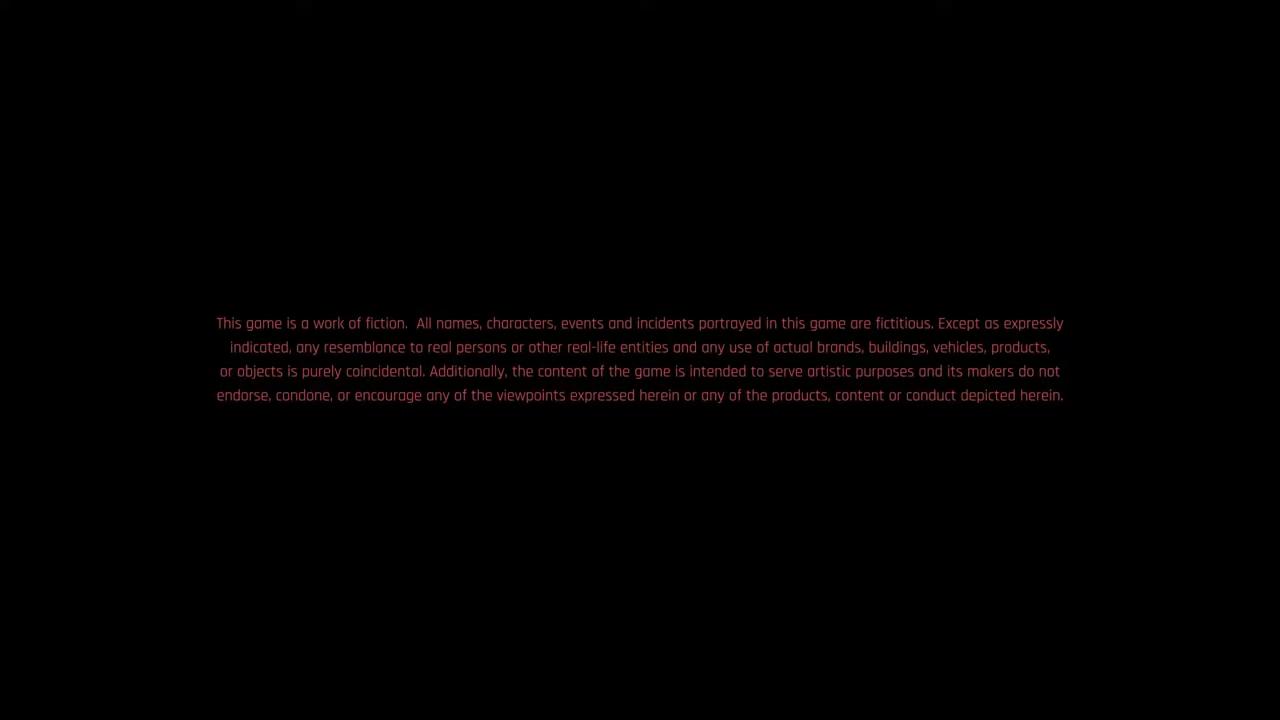 This game is a work of fiction.  All names, characters, events and incidents portrayed in this game are fictitious. Except as expressly
indicated, any resemblance to real persons or other real-life entities and any use of actual brands, buildings, vehicles, products,
or objects is purely coincidental. Additionally, the content of the game is intended to serve artistic purposes and its makers do not
endorse, condone, or encourage any of the viewpoints expressed herein or any of the products, content or conduct depicted herein.